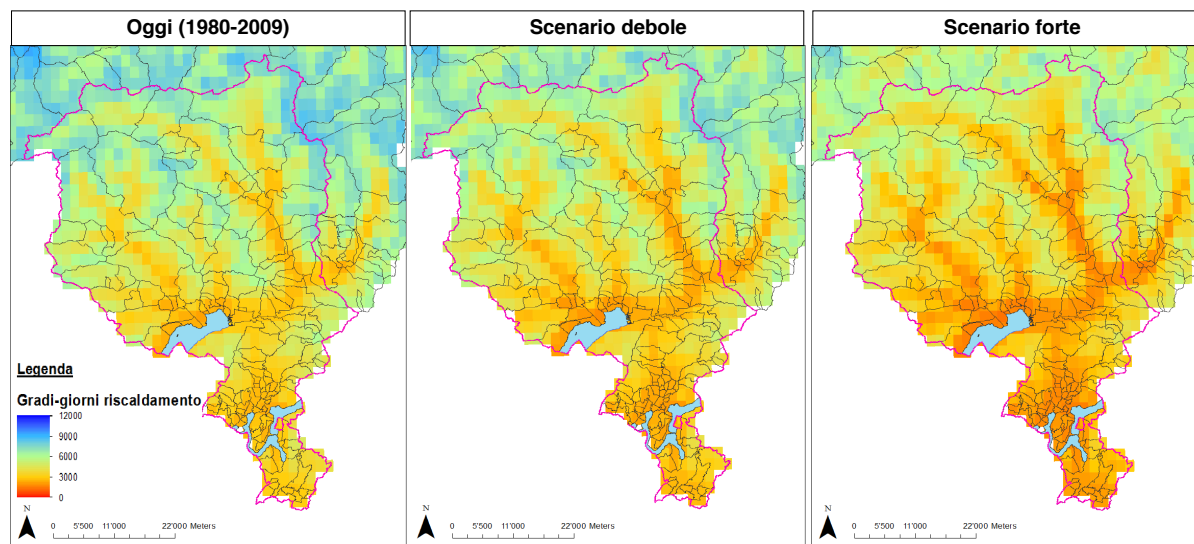 Oggi (1980-2009)
Scenario debole
Scenario forte
Legenda
Gradi-giorni riscaldamento
12000
9000
6000
3000
0
N
0 5'500 11'000 22'000 Meters
N
0 5'500 11'000 22'000 Meters
N
0 5'500 11'000 22'000 Meters